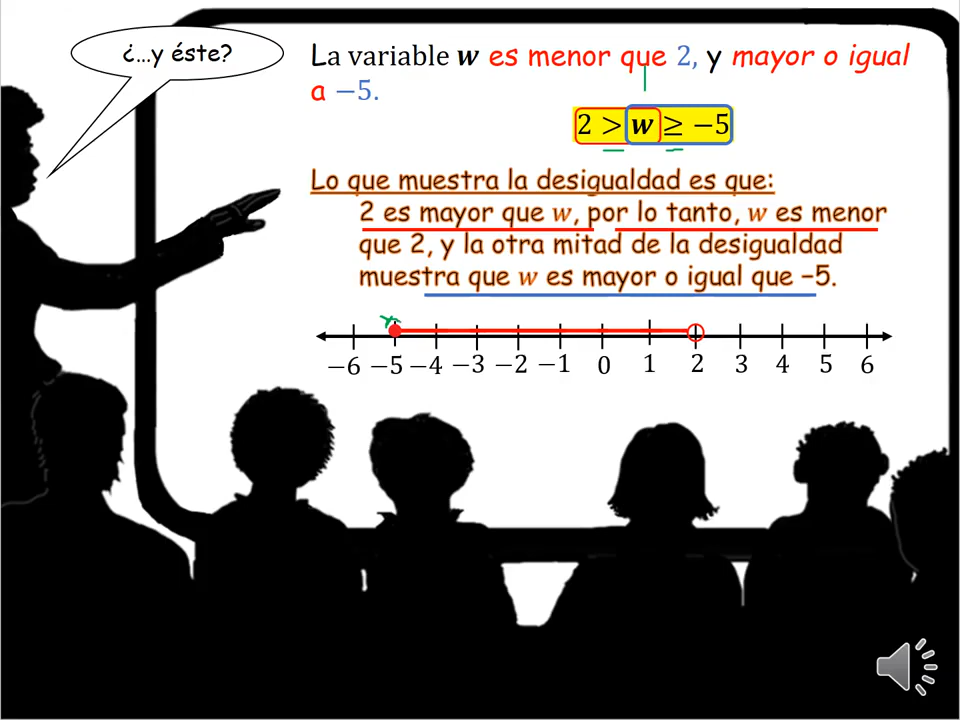 ¿…y éste?
La variable w es menor que 2, y mayor o igual
a −5.
2 > w ≥ −5
Lo que muestra la desigualdad es que:
2 es mayor que w, por lo tanto, w es menor
que 2, y la otra mitad de la desigualdad
muestra que w es mayor o igual que −5.
−6 −5 −4 −3 −2 −1 0 1 2 3 4 5 6